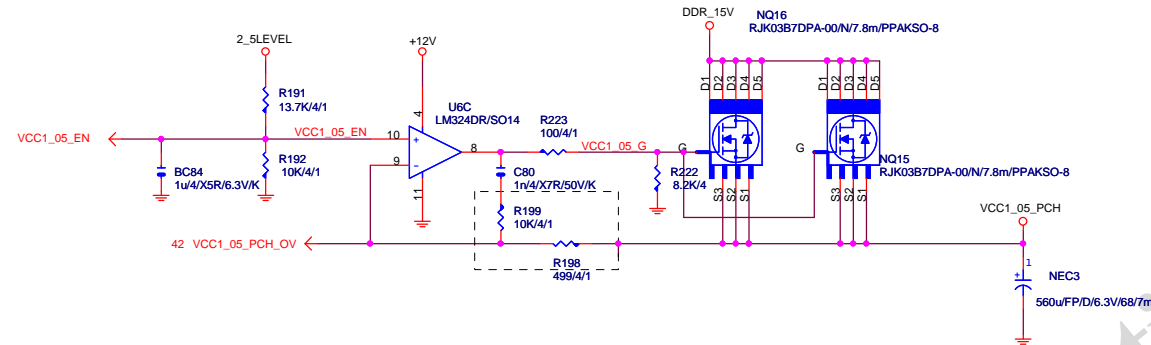 DDR_15V
NQ16
RJK03B7DPA-00/N/7.8m/PPAKSO-8
2_5LEVEL
+12V
D1
D2
D3
D4
D5
D1
D2
D3
D4
D5
R191
13.7K/4/1
U6C
LM324DR/SO14
4
VCC1_05_EN
VCC1_05_EN
10
+
9
-
8
11
R223
100/4/1
VCC1_05_G
G
G
NQ15
RJK03B7DPA-00/N/7.8m/PPAKSO-8
BC84
1u/4/X5R/6.3V/K
R192
10K/4/1
C80
1n/4/X7R/50V/K
R222
8.2K/4
S3
S2
S1
S3
S2
S1
R199
10K/4/1
VCC1_05_PCH
42 VCC1_05_PCH_OV
R198
499/4/1
1
+
NEC3
560u/FP/D/6.3V/68/7m